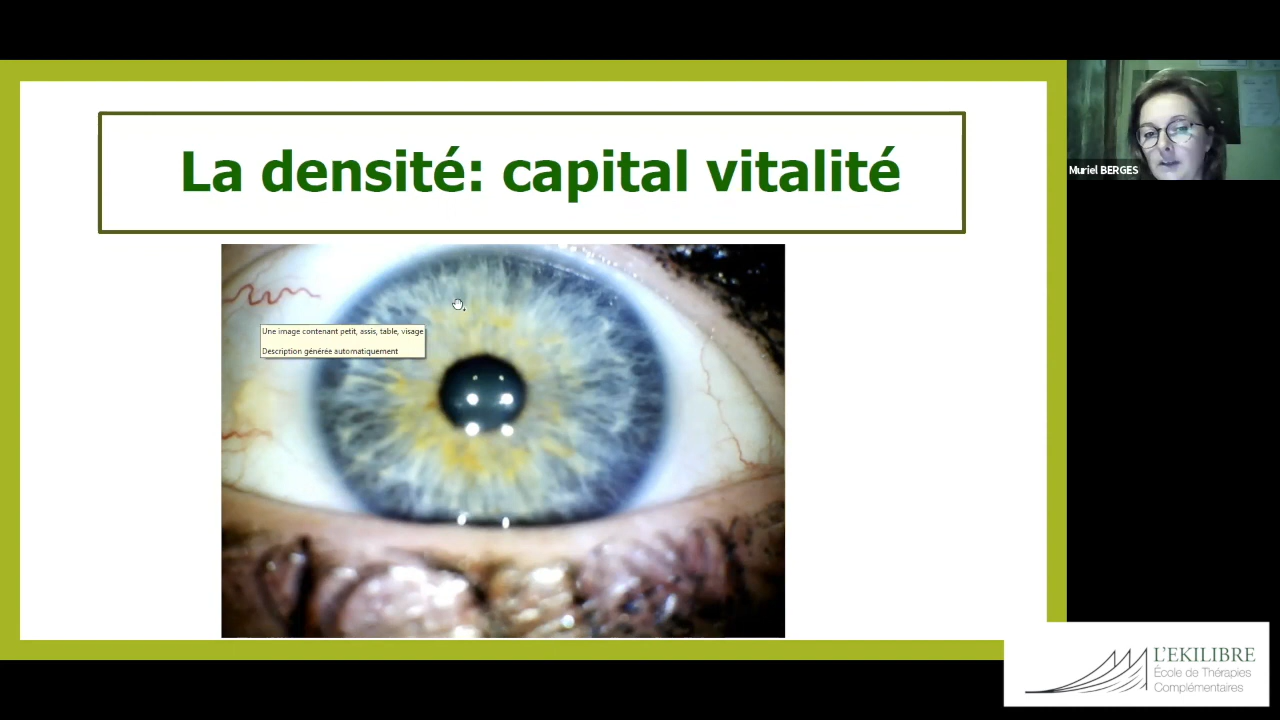 La densité: capital vitalité
Une image contenant petit, assis, table, visage
Description générée automatiquement
Muriel BERGES
L'EKILIBRE
École de Thérapies
Complémentaires